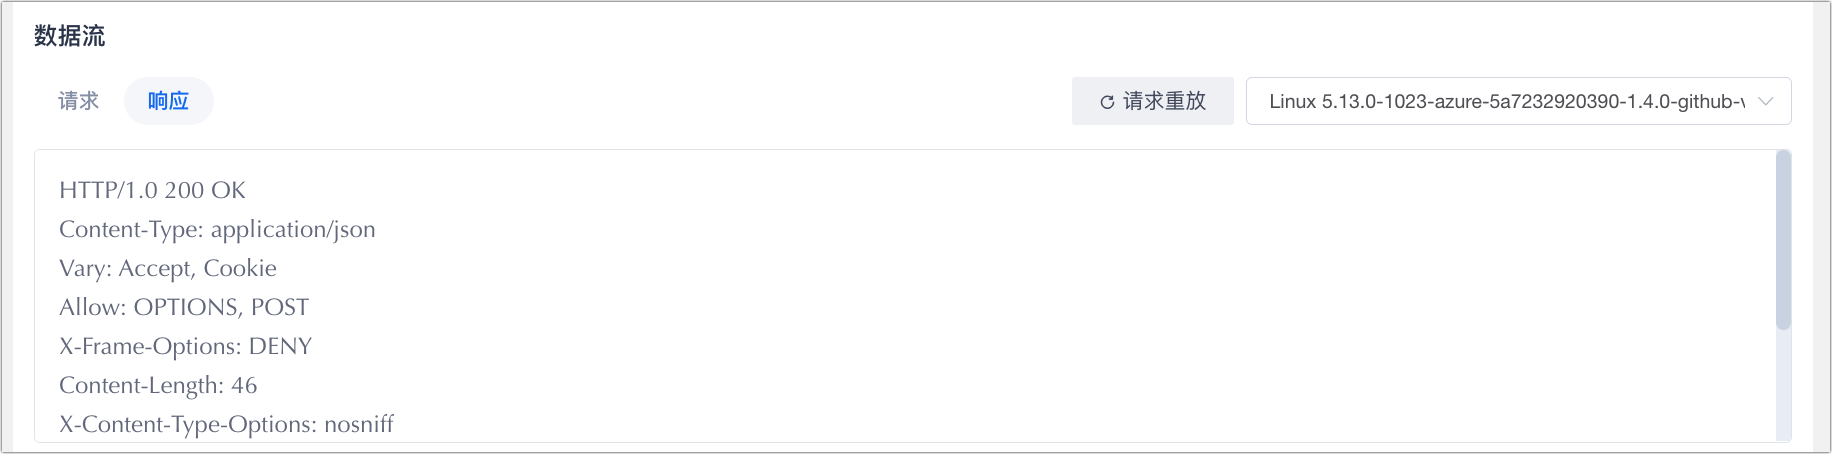 数据流
请求
响应
请求重放
Linux 5.13.0-1023-azure-5a7232920390-1.4.0-github-
HTTP/1.0 200 OK
Content-Type: application/json
Vary: Accept, Cookie
Allow: OPTIONS, POST
X-Frame-Options: DENY
Content-Length: 46
X-Content-Type-Options: nosniff